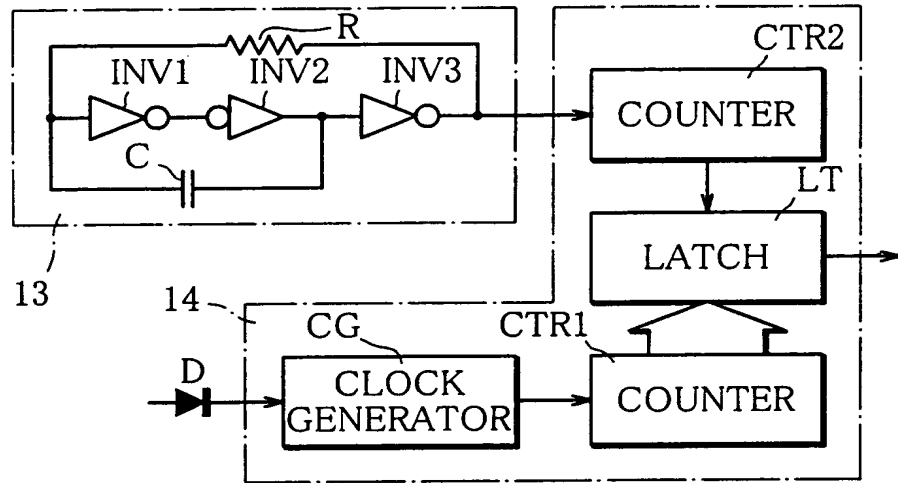 R
CTR2
INV1
INV2
INV3
COUNTER
C
LT
LATCH
13
14
CG
CTR1
D
CLOCK
GENERATOR
COUNTER